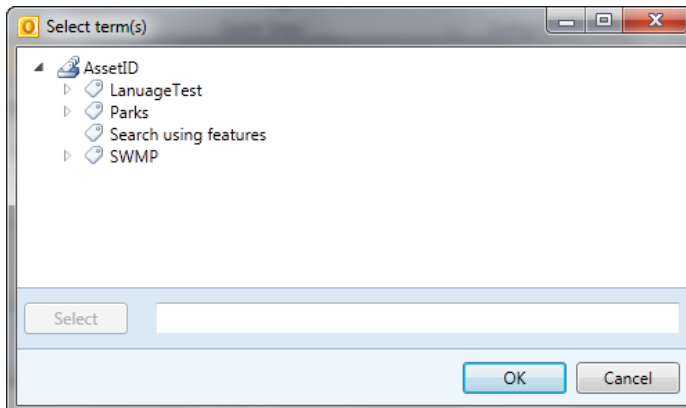 Select term(s)
AssetID
LanuageTest
Parks
Search using features
SWMP
Select
OK
Cancel